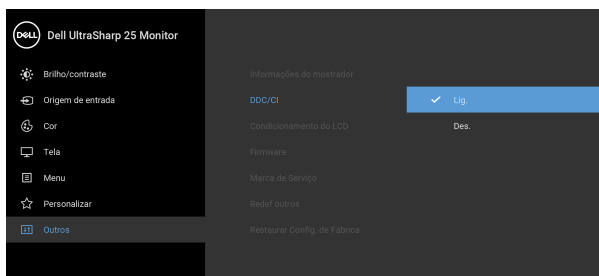 DELL Dell UltraSharp 25 Monitor
Brilho/contraste
Origem de entrada
Cor
Tela
Menu
Personalizar
Outros
Informações do mostrador
DDC/CI
Condicionamento do LCD
Firmware
Marca de Serviço
Redef outros
Restaurar Config. de Fabrica
Lig.
Des.